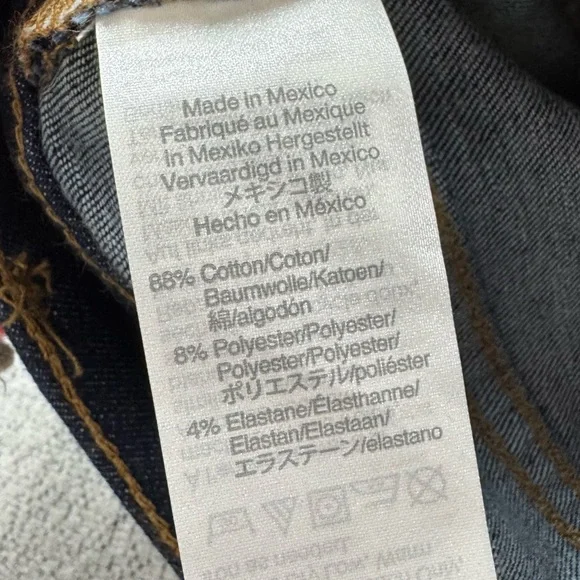 Made in Mexico
Fabriqué au Mexique
In Mexiko Hergestellt
Vervaardigd in Mexico
メキシコ製
Hecho en México
88% Cotton/Coton/
Baumwolle/Katoen/
綿/algodón
8% Polyester/Polyester/
Polyester/Polyester/
ポリエステル/poliéster
4% Elastane/Élasthanne/
Elastan/Elastaan/
エラステーン/elastano